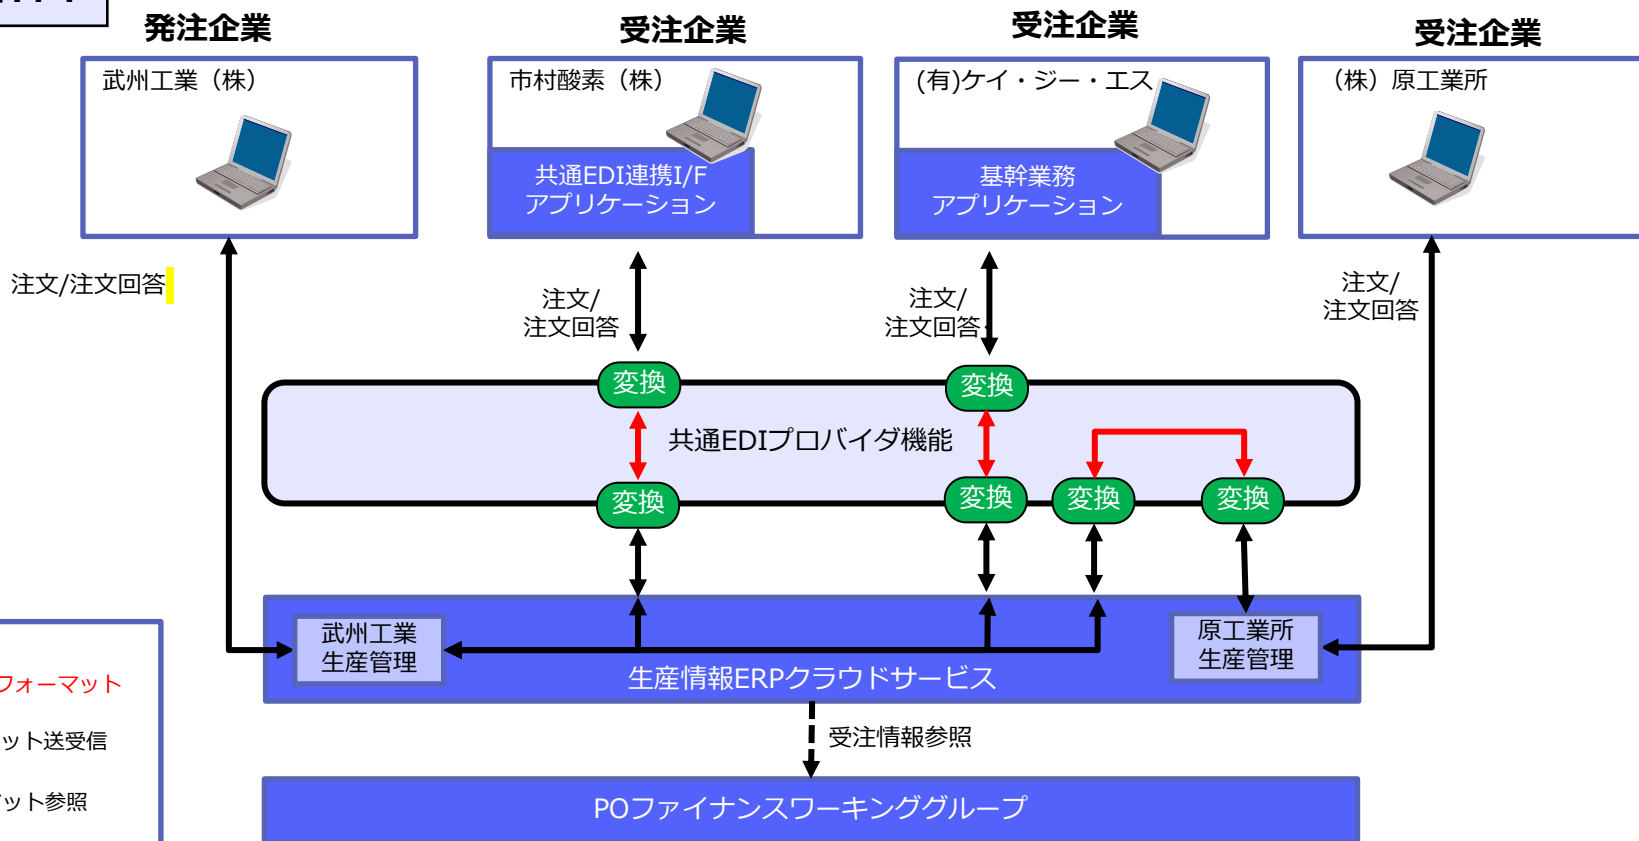 発注企業
受注企業
受注企業
受注企業
武州工業（株）
市村酸素（株）
(有)ケイ・ジー・エス
（株）原工業所
共通EDI連携I/F
アプリケーション
基幹業務
アプリケーション
注文/注文回答
注文/
注文回答
注文/
注文回答
注文/
注文回答
変換
変換
共通EDIプロバイダ機能
変換
変換
変換
変換
武州工業
生産管理
原工業所
生産管理
生産情報ERPクラウドサービス
フォーマット
ット送受信
ット参照
受注情報参照
POファイナンスワーキンググループ